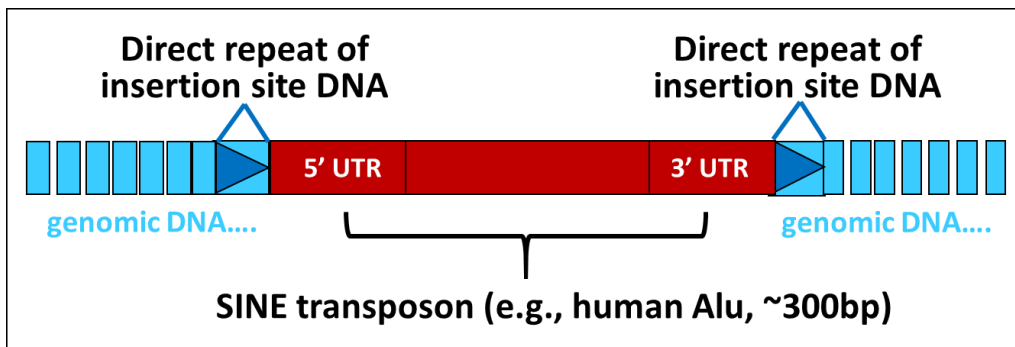 Direct repeat of
insertion site DNA
Direct repeat of
insertion site DNA
5’ UTR
3’ UTR
genomic DNA….
genomic DNA….
SINE transposon (e.g., human Alu, ~300bp)